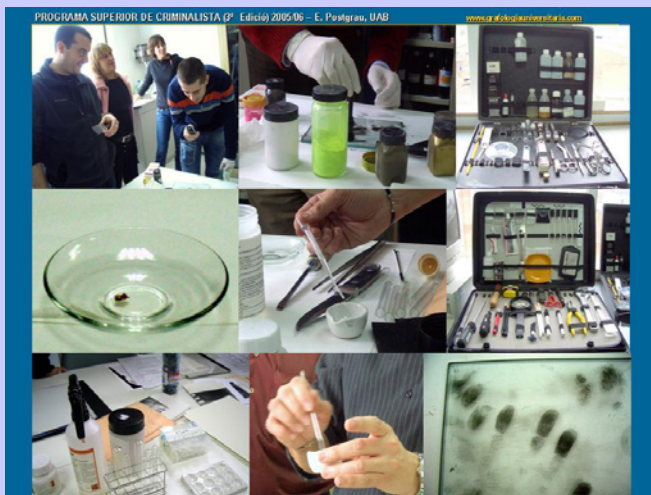 PROGRAMA SUPERIOR DE CRIMINALISTA (3ª Edició) 2005/06 – E. Postgrau, UAB
www.grafologiauniversitaria.com